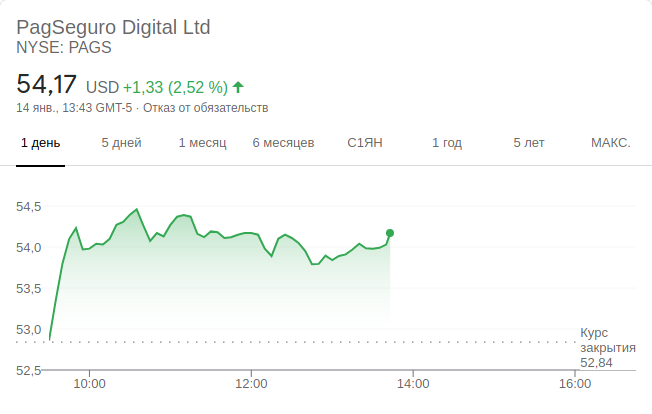 PagSeguro Digital Ltd
NYSE: PAGS
54,17 USD +1,33 (2,52 %)
14 янв., 13:43 GMT-5 · Отказ от обязательств
1 день 5 дней 1 месяц 6 месяцев С1ЯН 1 год 5 лет МАКС.
54,5
54,0
53,5
53,0
Курс
закрытия
52,84
52,5
10:00 12:00 14:00 16:00